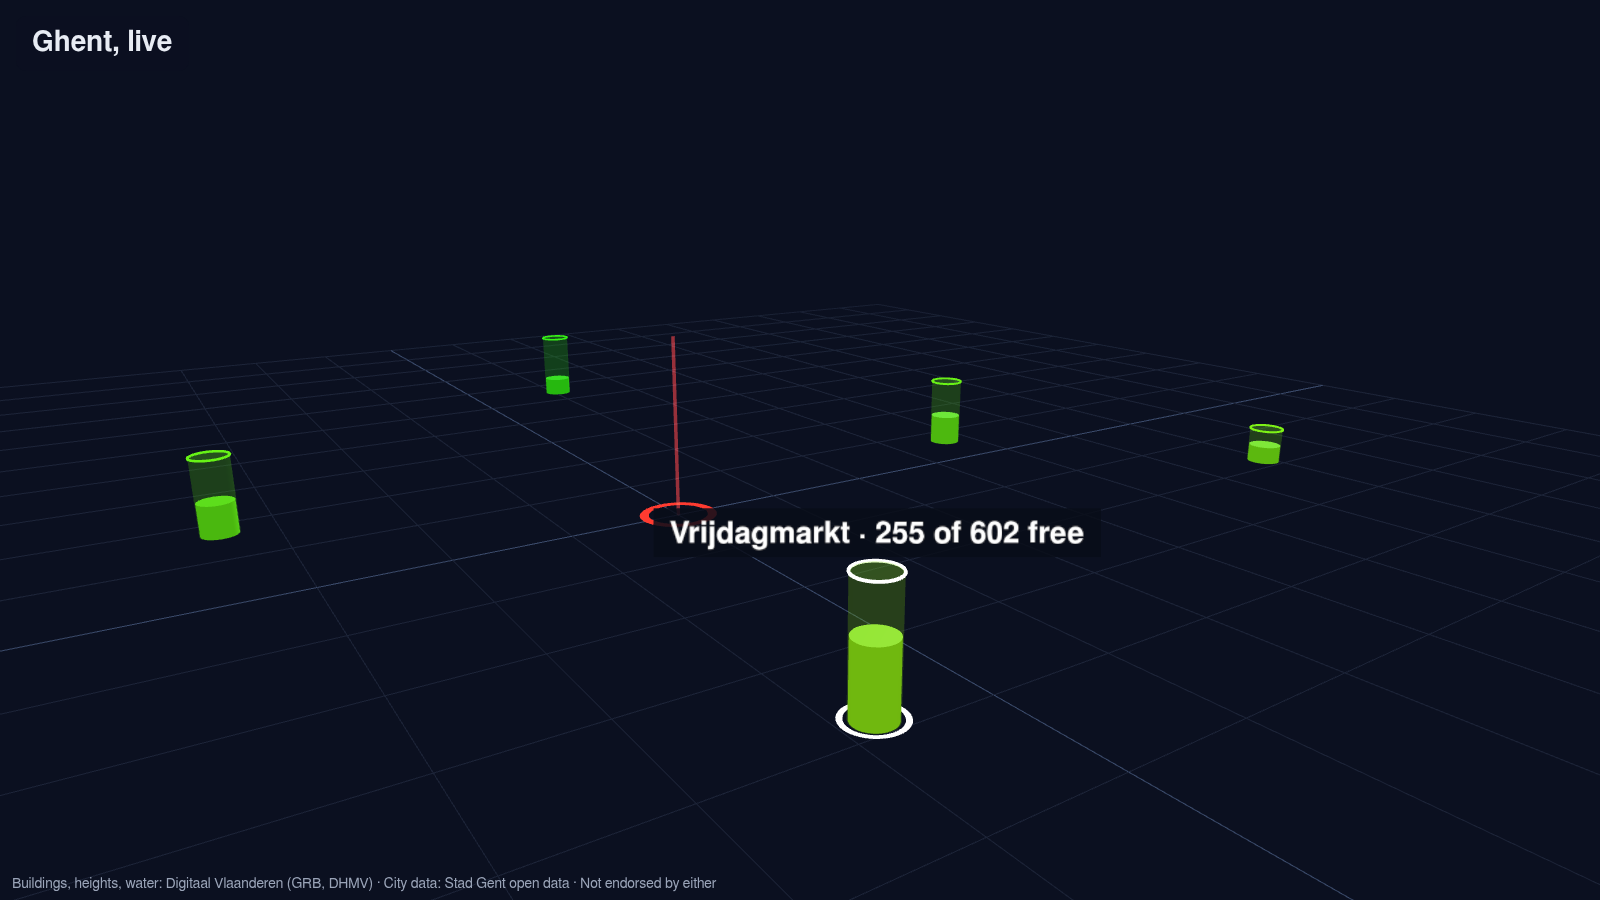 Ghent, live
Vrijdagmarkt · 255 of 602 free
Buildings, heights, water: Digitaal Vlaanderen (GRB, DHMV) · City data: Stad Gent open data · Not endorsed by either